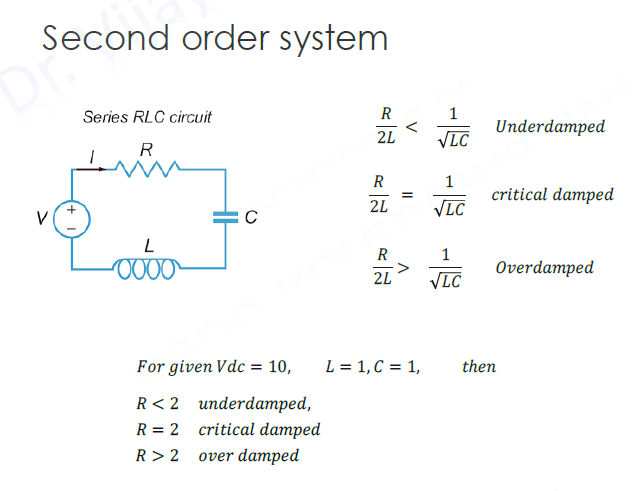 Second order system
Series RLC circuit
I
R
V
+
−
C
L
R/2L < 1/√LC Underdamped
R/2L = 1/√LC critical damped
R/2L > 1/√LC Overdamped
For given Vdc = 10, L = 1, C = 1, then
R < 2 underdamped,
R = 2 critical damped
R > 2 over damped